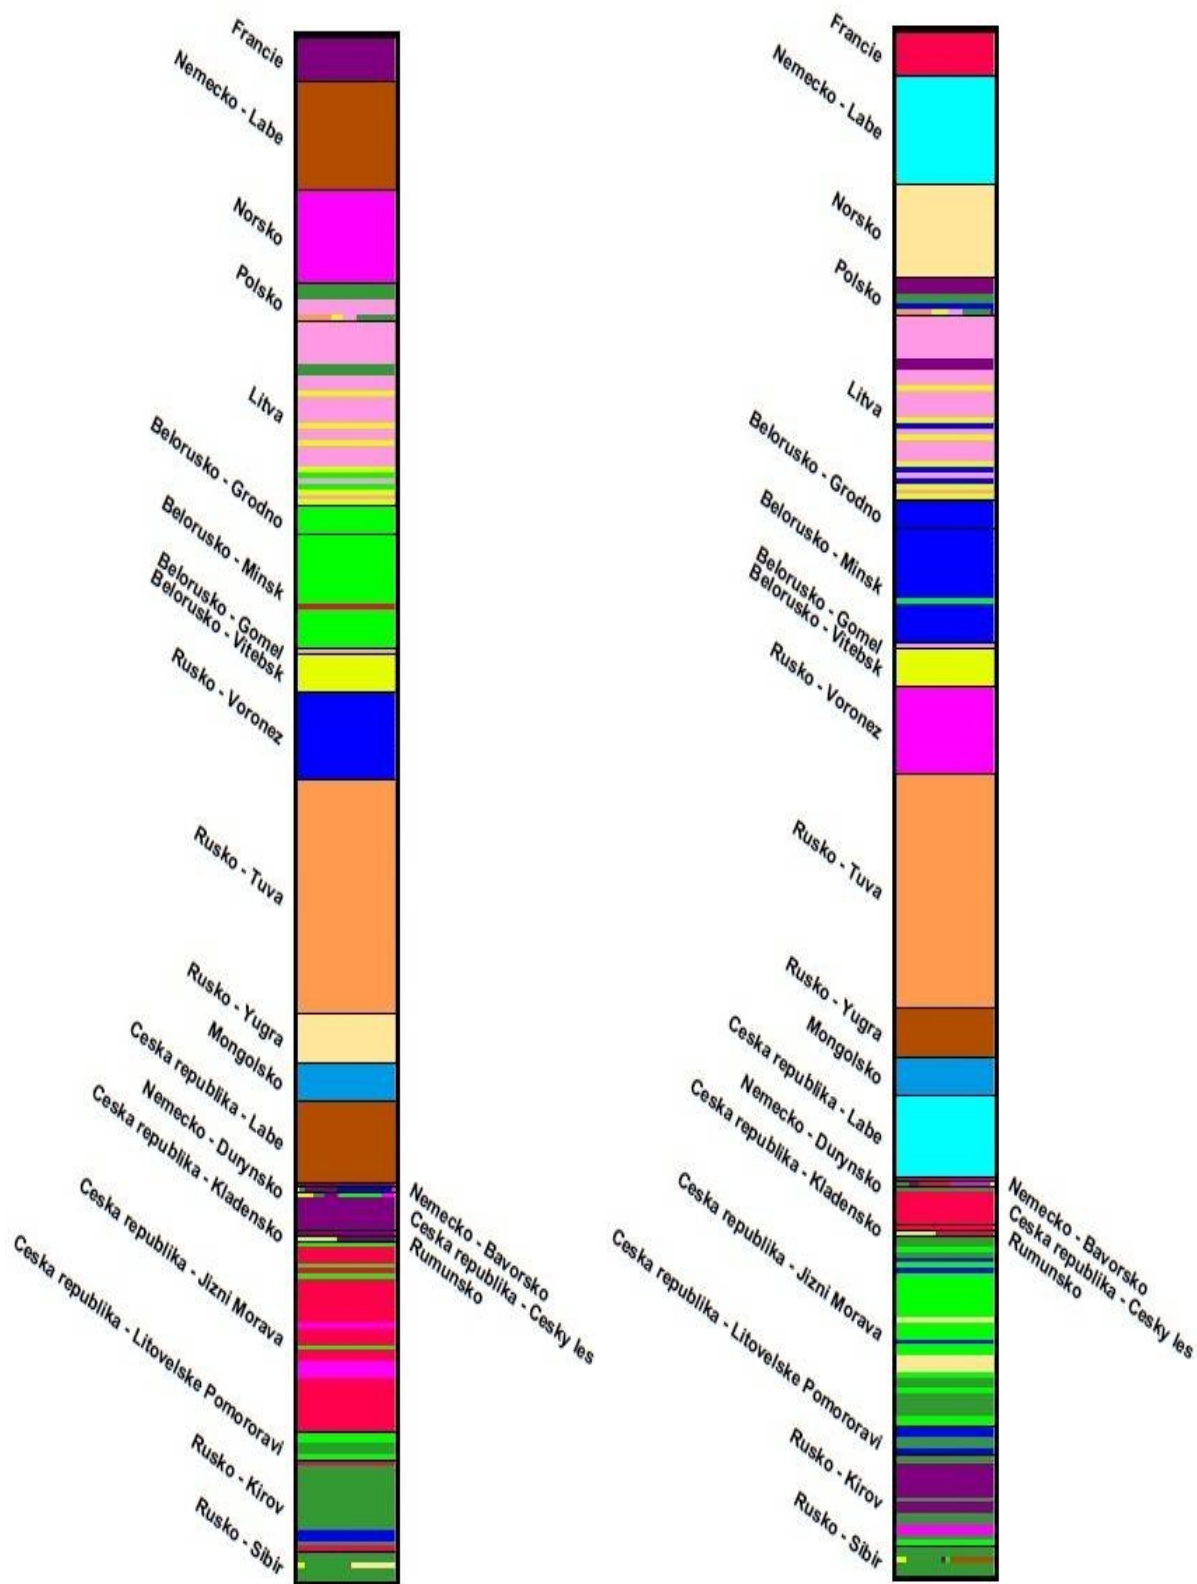 Francie
Nemecko - Labe
Norsko
Polsko
Litva
Belorusko - Grodno
Belorusko - Minsk
Belorusko - Gomel
Belorusko - Vitebsk
Rusko - Voronez
Rusko - Tuva
Rusko - Yugra
Mongolsko
Ceska republika - Labe
Nemecko - Durynsko
Ceska republika - Kladensko
Nemecko - Bavorsko
Ceska republika - Cesky les
Rumunsko
Ceska republika - Jizni Morava
Ceska republika - Litovelske Pomororavi
Rusko - Kirov
Rusko - Sibir
Francie
Nemecko - Labe
Norsko
Polsko
Litva
Belorusko - Grodno
Belorusko - Minsk
Belorusko - Gomel
Belorusko - Vitebsk
Rusko - Voronez
Rusko - Tuva
Rusko - Yugra
Mongolsko
Ceska republika - Labe
Nemecko - Durynsko
Ceska republika - Kladensko
Nemecko - Bavorsko
Ceska republika - Cesky les
Rumunsko
Ceska republika - Jizni Morava
Ceska republika - Litovelske Pomororavi
Rusko - Kirov
Rusko - Sibir